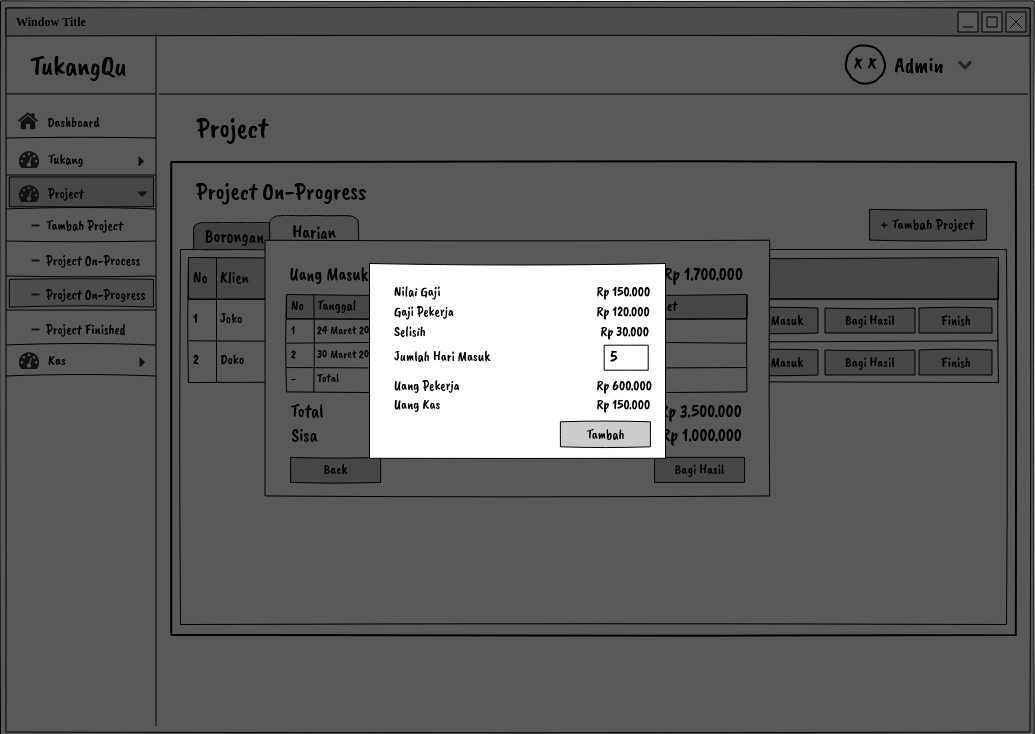 Window Title
TukangQu
Admin
Dashboard
Tukang
Project
Tambah Project
Project On-Process
Project On-Progress
Project Finished
Kas
Project
Project On-Progress
Borongan
Harian
+ Tambah Project
No Klien
1 Joko
Masuk Bagi Hasil Finish
2 Doko
Masuk Bagi Hasil Finish
Uang Masuk
Rp 1.700.000
No Tanggal
1 24 Maret 20
2 30 Maret 20
- Total
Total
Rp 3.500.000
Sisa
Rp 1.000.000
Back
Bagi Hasil
Nilai Gaji Rp 150.000
Gaji Pekerja Rp 120.000
Selisih Rp 30.000
Jumlah Hari Masuk 5
Uang Pekerja Rp 600.000
Uang Kas Rp 150.000
Tambah